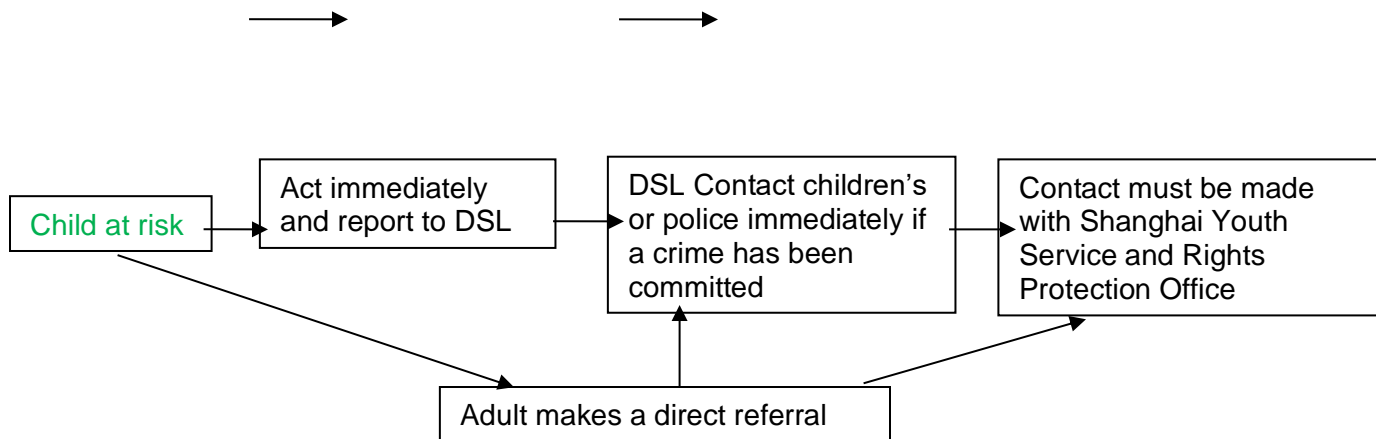 Child at risk
Act immediately
and report to DSL
DSL Contact children’s
or police immediately if
a crime has been
committed
Contact must be made
with Shanghai Youth
Service and Rights
Protection Office
Adult makes a direct referral